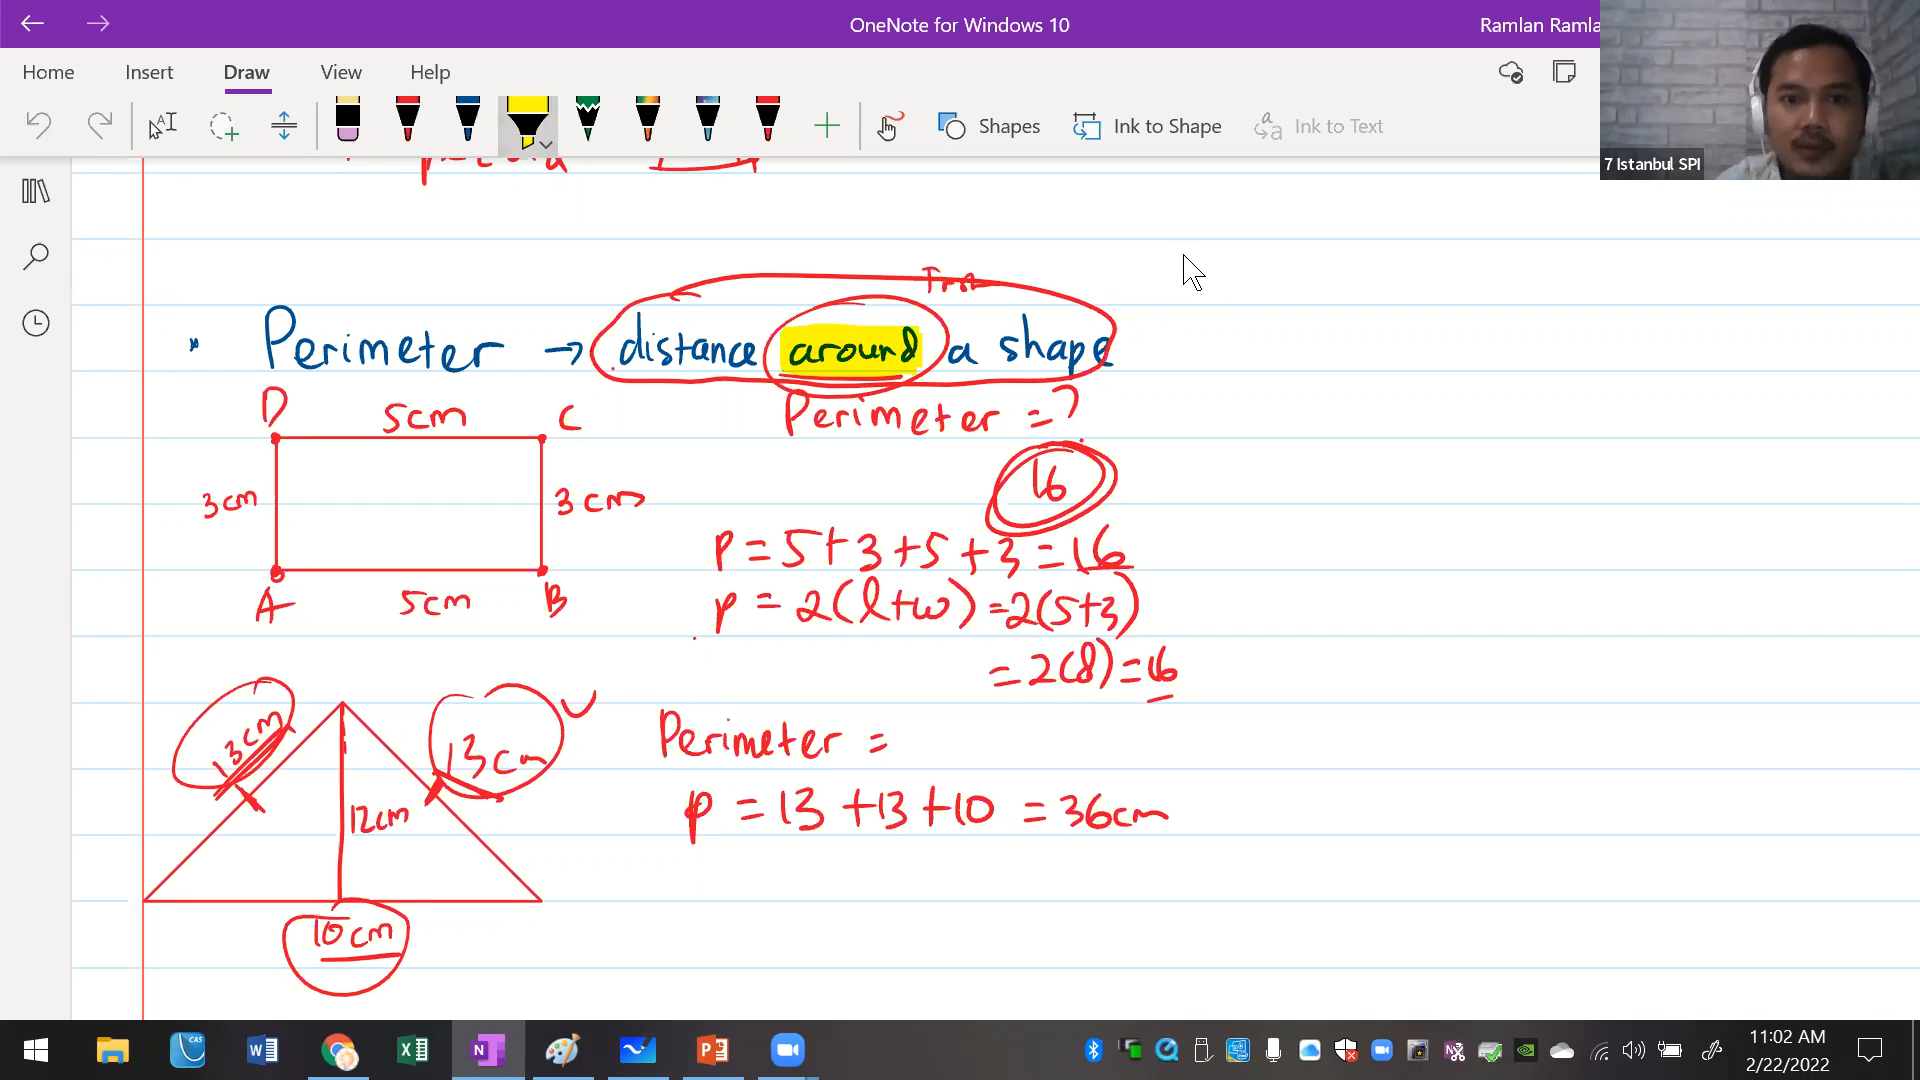 OneNote for Windows 10
Ramlan Ramla
Home Insert Draw View Help
Shapes Ink to Shape Ink to Text
7 Istanbul SPI
Perimeter → distance around a shape
D 5cm C
Perimeter = ?
16
3cm 3cm
P = 5+3+5+3 = 16
A 5cm B
P = 2(l+w) = 2(5+3)
= 2(8) = 16
13cm 13cm
Perimeter =
12cm
P = 13+13+10 = 36cm
10cm
11:02 AM
2/22/2022